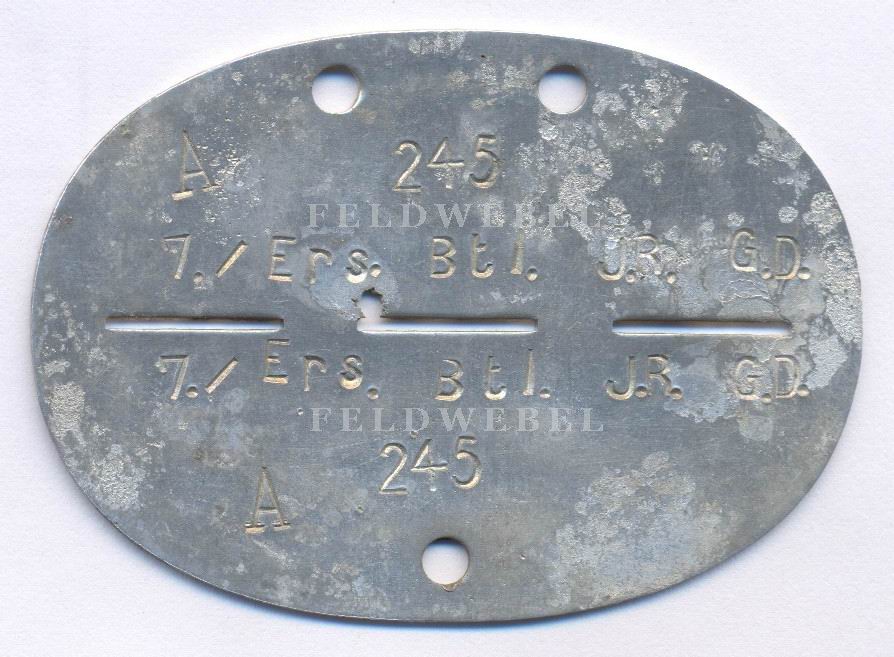 A 245
FELDWEBEL
7./ Ers. Btl. J.R. G.D.
7./ Ers. Btl. J.R. G.D.
FELDWEBEL
245
A